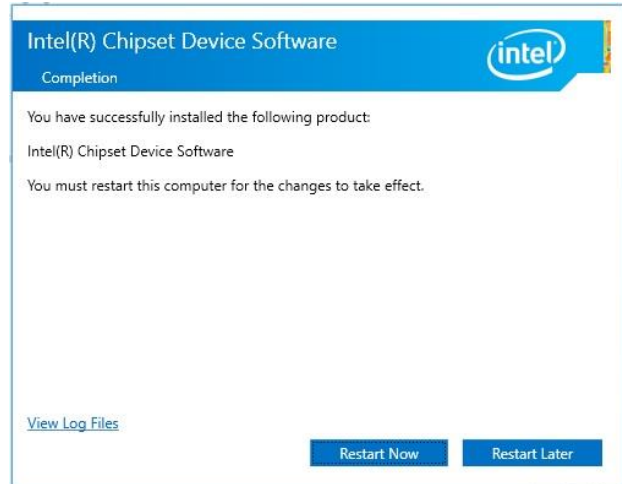 Intel(R) Chipset Device Software
intel
Completion
You have successfully installed the following product:
Intel(R) Chipset Device Software
You must restart this computer for the changes to take effect.
View Log Files
Restart Now
Restart Later